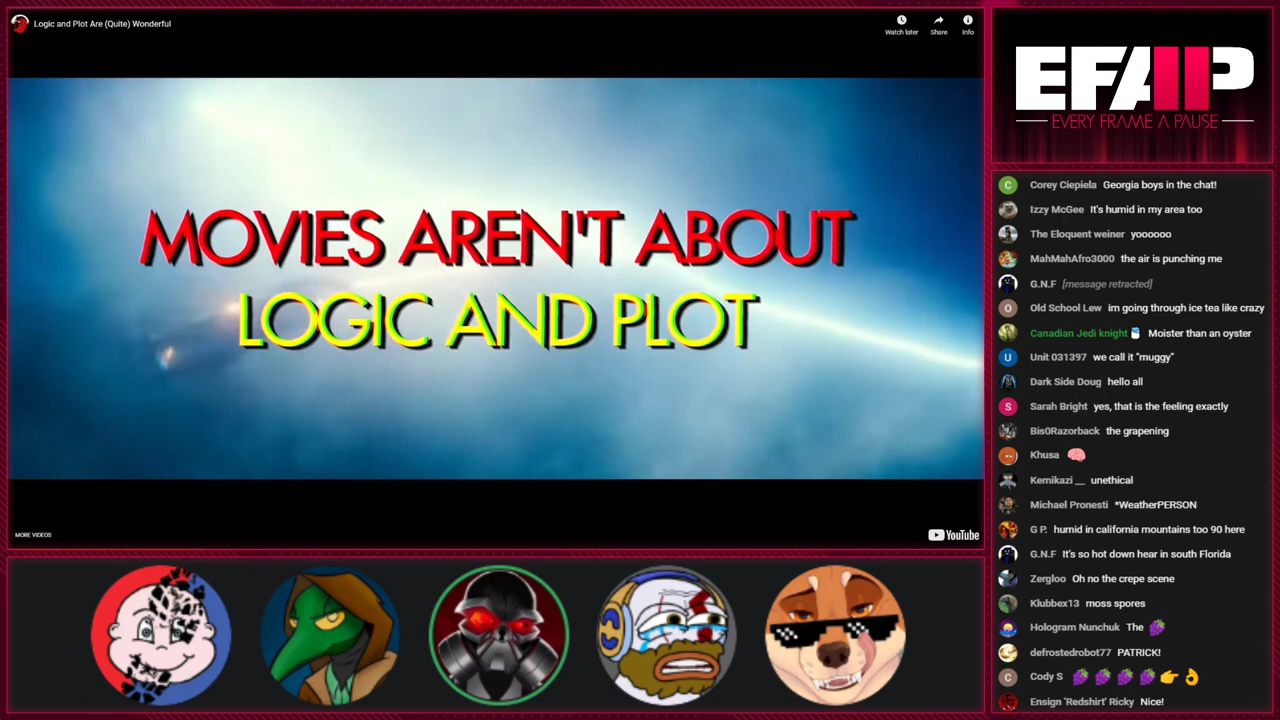 Logic and Plot Are (Quite) Wonderful
Watch later
Share
Info
MOVIES AREN'T ABOUT
LOGIC AND PLOT
MORE VIDEOS
YouTube
EFAP
EVERY FRAME A PAUSE
C Corey Ciepiela Georgia boys in the chat!
Izzy McGee It's humid in my area too
The Eloquent weiner yoooooo
MahMahAfro3000 the air is punching me
G.N.F [message retracted]
O Old School Lew im going through ice tea like crazy
Canadian Jedi knight Moister than an oyster
U Unit 031397 we call it "muggy"
Dark Side Doug hello all
S Sarah Bright yes, that is the feeling exactly
Bis0Razorback the grapening
Khusa 🧠
Kemikazi __ unethical
Michael Pronesti *WeatherPERSON
G P. humid in california mountains too 90 here
G.N.F It's so hot down hear in south Florida
Zergloo Oh no the crepe scene
Klubbex13 moss spores
Hologram Nunchuk The 🍇
defrostedrobot77 PATRICK!
C Cody S 🍇 🍇 🍇 🍇 👉 👌
Ensign 'Redshirt' Ricky Nice!